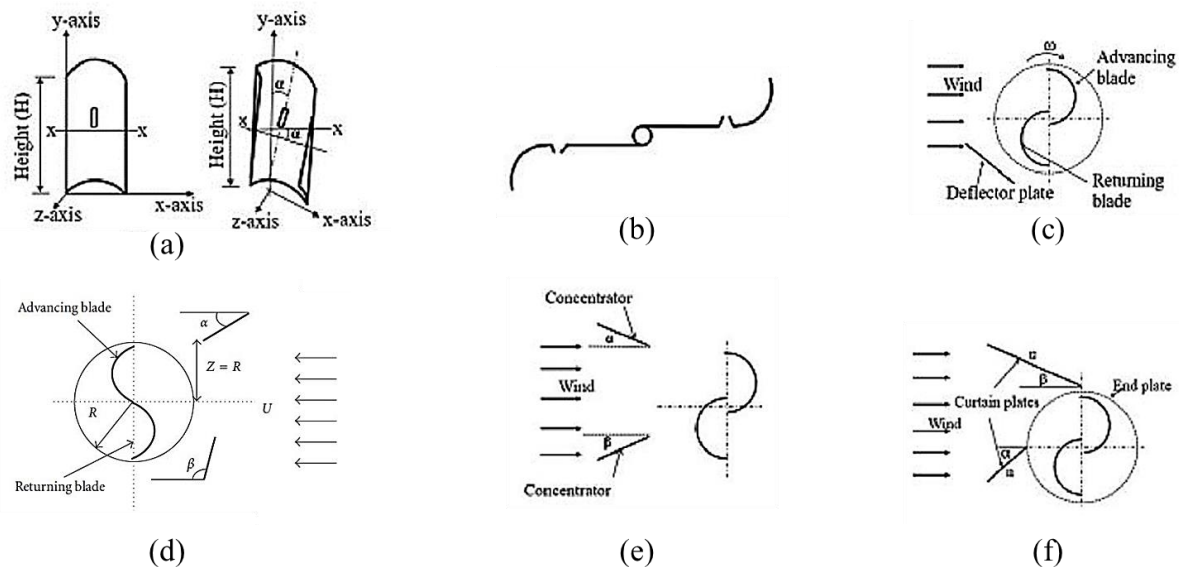 y-axis
Height (H)
x
x
z-axis
x-axis
y-axis
Height (H)
α
x
x
α
z-axis
x-axis
(a)
(b)
ω
Wind
Advancing
blade
Deflector plate
Returning
blade
(c)
Advancing blade
α
Z = R
R
U
β
Returning blade
(d)
Concentrator
α
Wind
β
Concentrator
(e)
β
End plate
Curtain plates
Wind
α
(f)